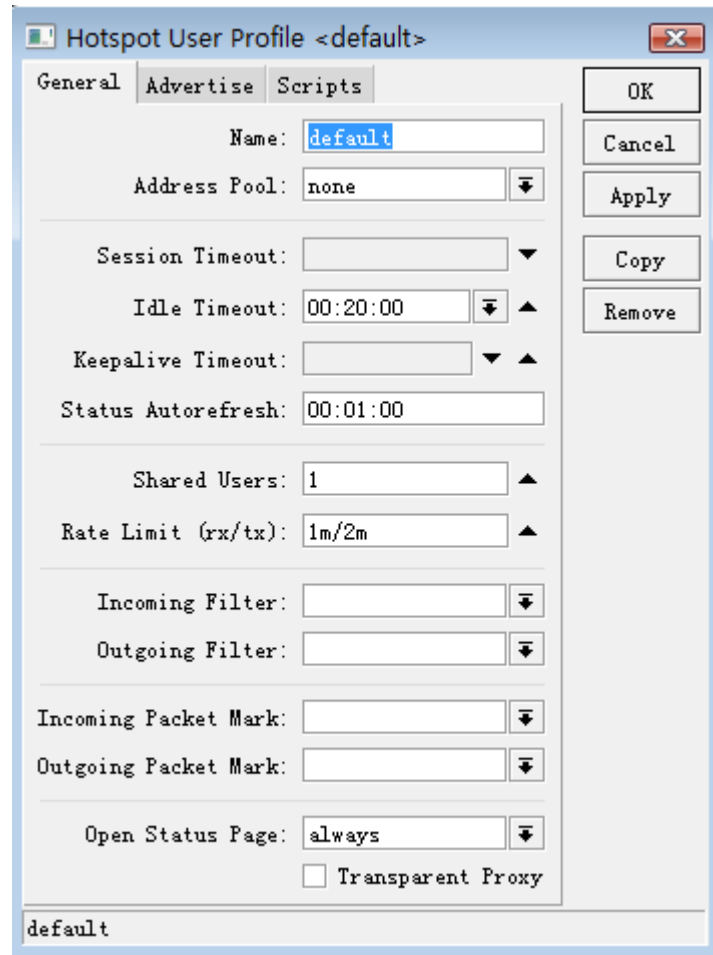 Hotspot User Profile <default>
General Advertise Scripts
OK
Name: default
Cancel
Address Pool: none
Apply
Session Timeout:
Copy
Idle Timeout: 00:20:00
Remove
Keepalive Timeout:
Status Autorefresh: 00:01:00
Shared Users: 1
Rate Limit (rx/tx): 1m/2m
Incoming Filter:
Outgoing Filter:
Incoming Packet Mark:
Outgoing Packet Mark:
Open Status Page: always
Transparent Proxy
default